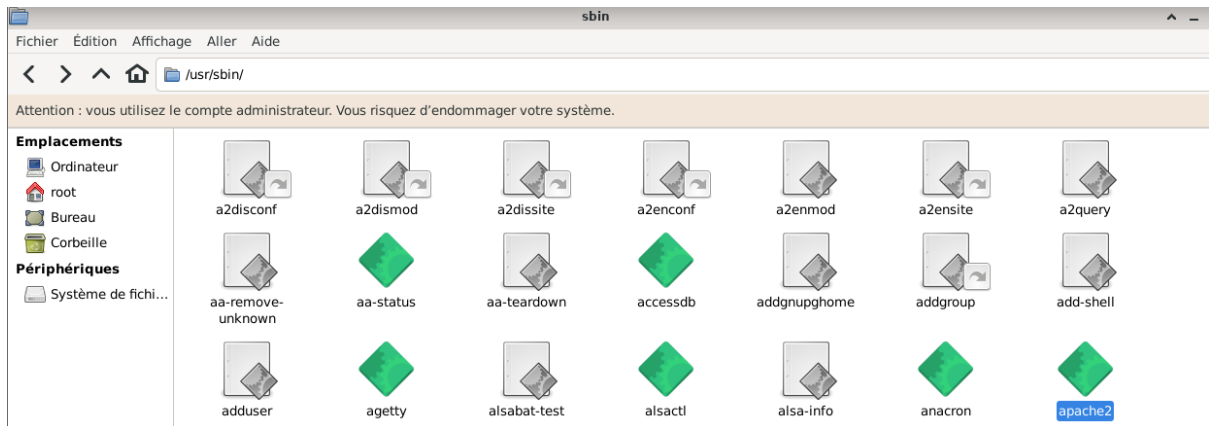 sbin
Fichier Édition Affichage Aller Aide
/usr/sbin/
Attention : vous utilisez le compte administrateur. Vous risquez d’endommager votre système.
Emplacements
Ordinateur
root
Bureau
Corbeille
Périphériques
Système de fichi...
a2disconf a2dismod a2dissite a2enconf a2enmod a2ensite a2query
aa-remove-unknown aa-status aa-teardown accessdb addgnupghome addgroup add-shell
adduser agetty alsabat-test alsactl alsa-info anacron apache2